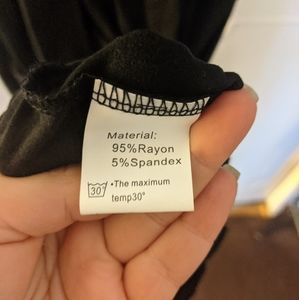 Material:
95%Rayon
5%Spandex
30°
•The maximum
temp30°